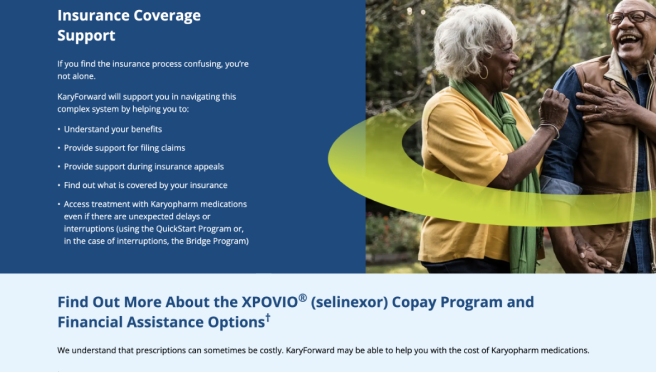 Insurance Coverage
Support
If you find the insurance process confusing, you're
not alone.
KaryForward will support you in navigating this
complex system by helping you to:
• Understand your benefits
• Provide support for filing claims
• Provide support during insurance appeals
• Find out what is covered by your insurance
• Access treatment with Karyopharm medications
even if there are unexpected delays or
interruptions (using the QuickStart Program or,
in the case of interruptions, the Bridge Program)
Find Out More About the XPOVIO® (selinexor) Copay Program and
Financial Assistance Options†
We understand that prescriptions can sometimes be costly. KaryForward may be able to help you with the cost of Karyopharm medications.